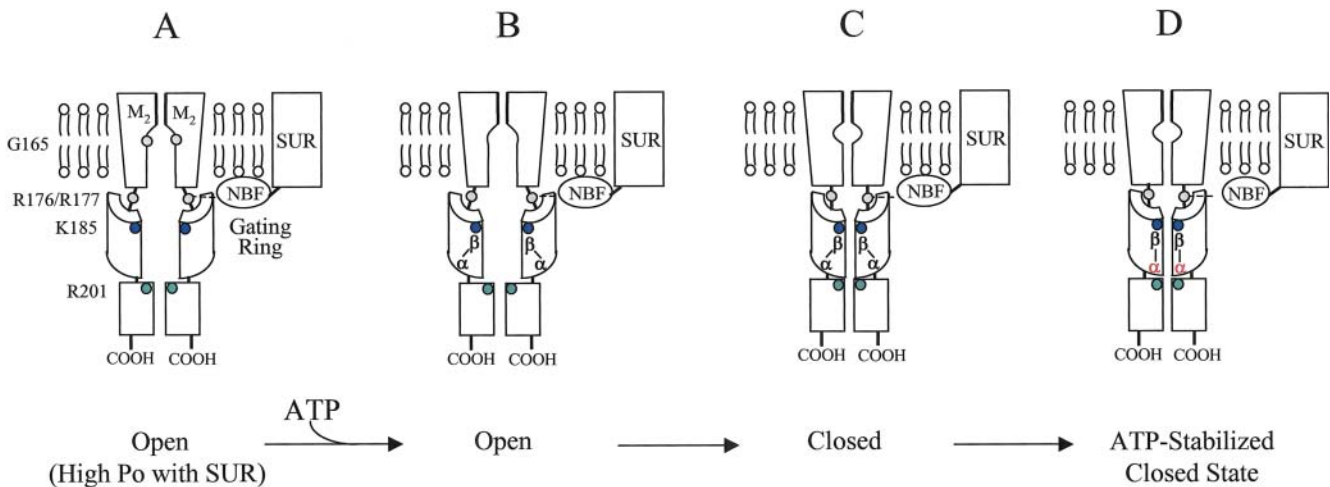 A B C D
M2 M2
SUR SUR SUR SUR
G165
R176/R177 NBF NBF NBF NBF
K185 Gating
Ring
β β β β β β
α α α α α α
R201
COOH COOH COOH COOH COOH COOH COOH COOH
ATP
Open Open Closed ATP-Stabilized
(High Po with SUR) Closed State